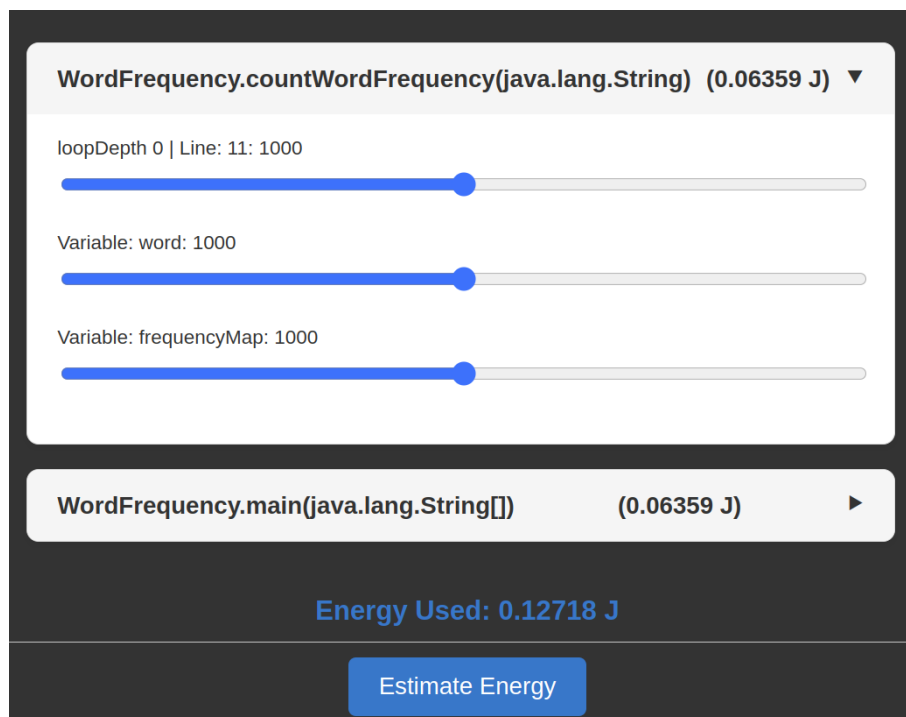 WordFrequency.countWordFrequency(java.lang.String) (0.06359 J) ▼
loopDepth 0 | Line: 11: 1000
Variable: word: 1000
Variable: frequencyMap: 1000
WordFrequency.main(java.lang.String[]) (0.06359 J) ▶
Energy Used: 0.12718 J
Estimate Energy